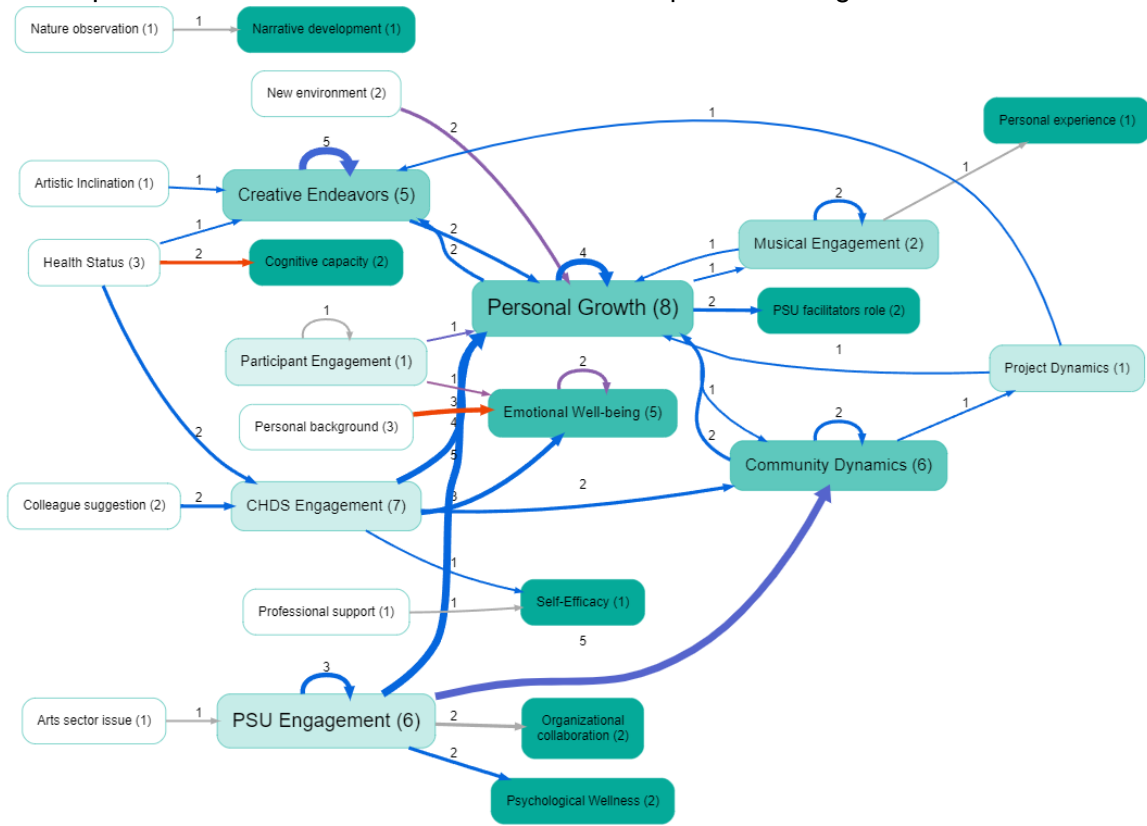 Nature observation (1)
1
Narrative development (1)
New environment (2)
2
1
Personal experience (1)
5
Artistic Inclination (1)
1
Creative Endeavors (5)
1
2
Musical Engagement (2)
1
2
2
4
1
1
Health Status (3)
2
Cognitive capacity (2)
Personal Growth (8)
2
PSU facilitators role (2)
1
1
Participant Engagement (1)
1
2
1
Project Dynamics (1)
1
1
3
Emotional Well-being (5)
Personal background (3)
4
2
2
1
2
5
Community Dynamics (6)
Colleague suggestion (2)
2
CHDS Engagement (7)
3
2
1
Professional support (1)
1
Self-Efficacy (1)
5
3
Arts sector issue (1)
1
PSU Engagement (6)
2
Organizational
collaboration (2)
2
Psychological Wellness (2)